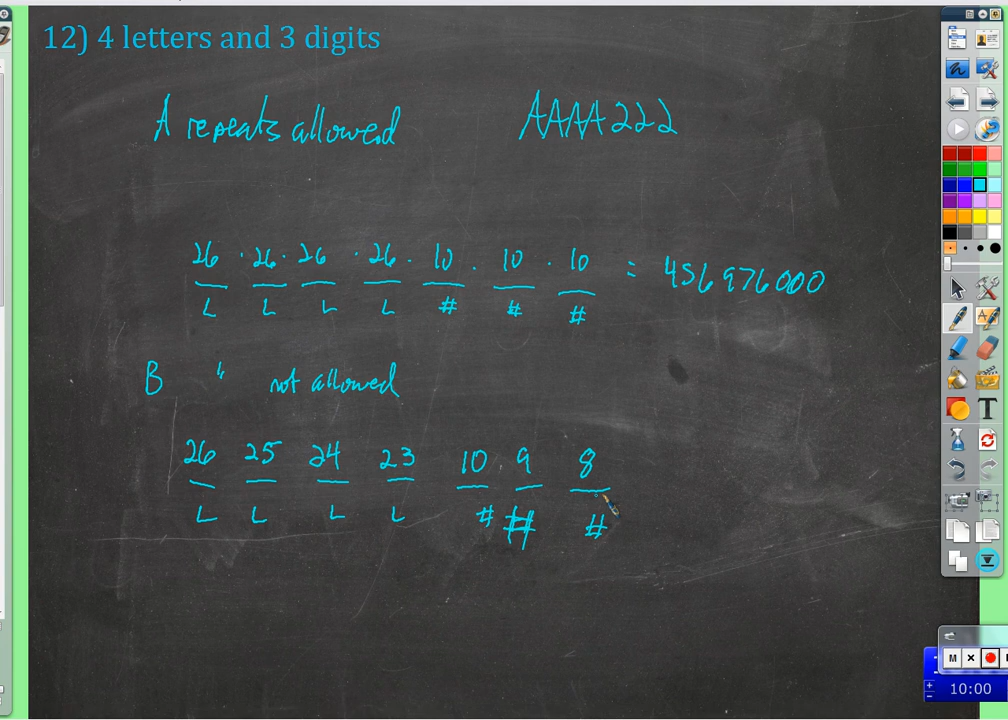 12) 4 letters and 3 digits
A repeats allowed AAAA222
26 · 26 · 26 · 26 · 10 · 10 · 10 = 456976000
L L L L # # #
B " not allowed
26 25 24 23 10 9 8
L L L L # # #
T
M X
10:00